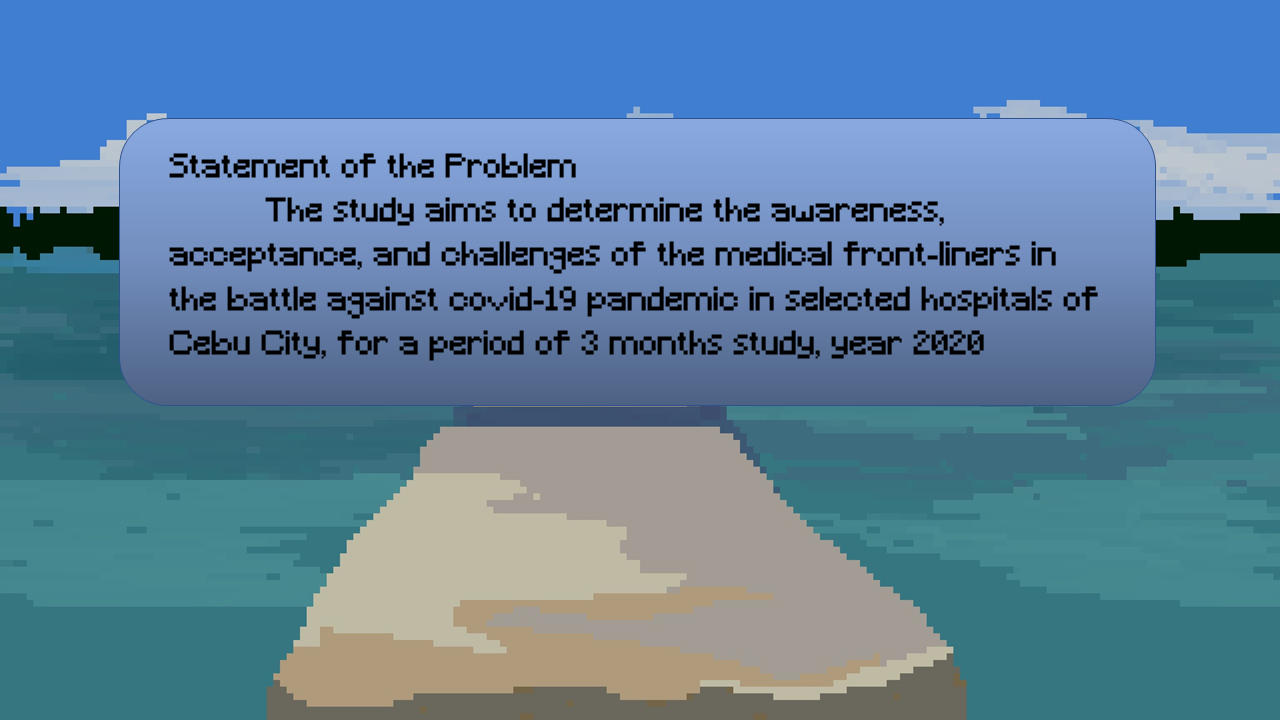 Statement of the Problem
The study aims to determine the awareness,
acceptance, and challenges of the medical front-liners in
the battle against covid-19 pandemic in selected hospitals of
Cebu City, for a period of 3 months study, year 2020